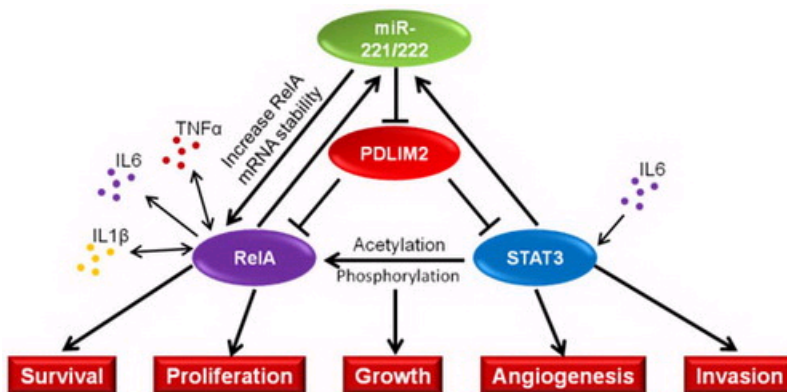 miR-
221/222
Increase RelA
mRNA stability
TNFα
IL6
PDLIM2
IL6
IL1β
RelA
Acetylation
Phosphorylation
STAT3
Survival
Proliferation
Growth
Angiogenesis
Invasion